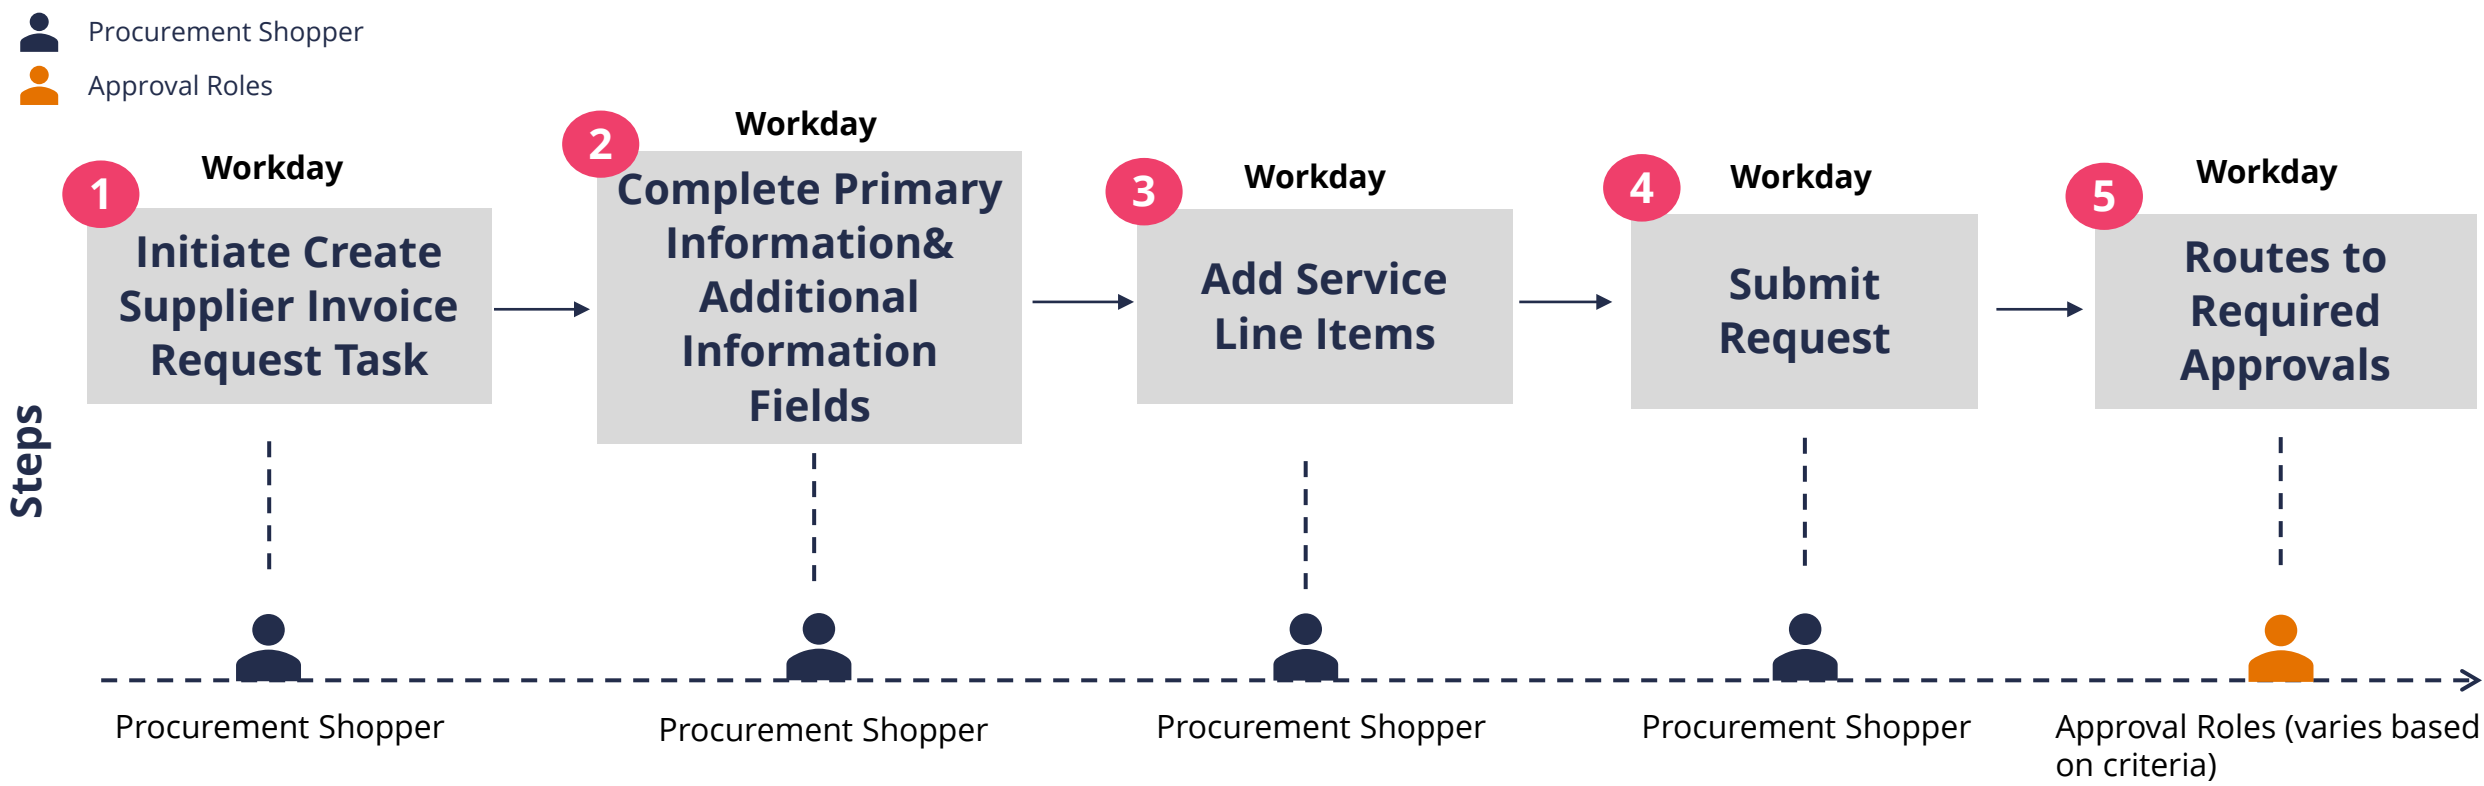 Procurement Shopper
Approval Roles
Steps
Workday
1
Initiate Create
Supplier Invoice
Request Task
Procurement Shopper
Workday
2
Complete Primary
Information&
Additional
Information
Fields
Procurement Shopper
Workday
3
Add Service
Line Items
Procurement Shopper
Workday
4
Submit
Request
Procurement Shopper
Workday
5
Routes to
Required
Approvals
Approval Roles (varies based
on criteria)